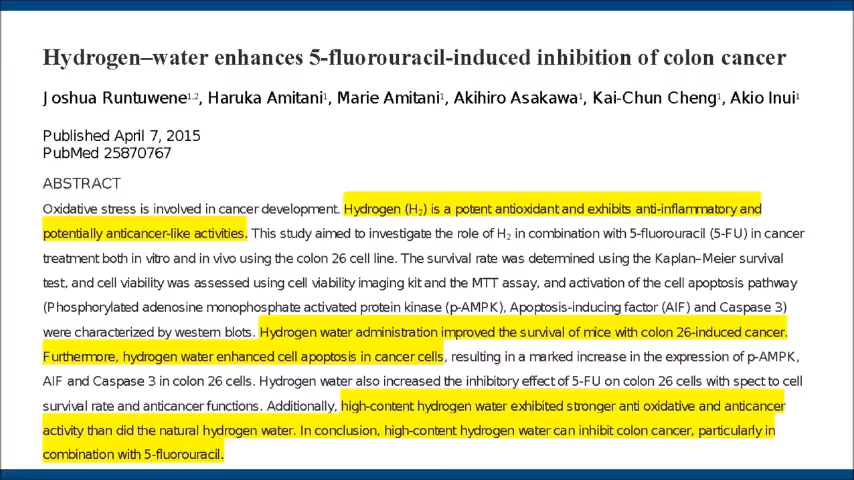 Hydrogen–water enhances 5-fluorouracil-induced inhibition of colon cancer
Joshua Runtuwene1,2, Haruka Amitani1, Marie Amitani1, Akihiro Asakawa1, Kai-Chun Cheng1, Akio Inui1
Published April 7, 2015
PubMed 25870767
ABSTRACT
Oxidative stress is involved in cancer development. Hydrogen (H2) is a potent antioxidant and exhibits anti-inflammatory and
potentially anticancer-like activities. This study aimed to investigate the role of H2 in combination with 5-fluorouracil (5-FU) in cancer
treatment both in vitro and in vivo using the colon 26 cell line. The survival rate was determined using the Kaplan–Meier survival
test, and cell viability was assessed using cell viability imaging kit and the MTT assay, and activation of the cell apoptosis pathway
(Phosphorylated adenosine monophosphate activated protein kinase (p-AMPK), Apoptosis-inducing factor (AIF) and Caspase 3)
were characterized by western blots. Hydrogen water administration improved the survival of mice with colon 26-induced cancer.
Furthermore, hydrogen water enhanced cell apoptosis in cancer cells, resulting in a marked increase in the expression of p-AMPK,
AIF and Caspase 3 in colon 26 cells. Hydrogen water also increased the inhibitory effect of 5-FU on colon 26 cells with spect to cell
survival rate and anticancer functions. Additionally, high-content hydrogen water exhibited stronger anti oxidative and anticancer
activity than did the natural hydrogen water. In conclusion, high-content hydrogen water can inhibit colon cancer, particularly in
combination with 5-fluorouracil.